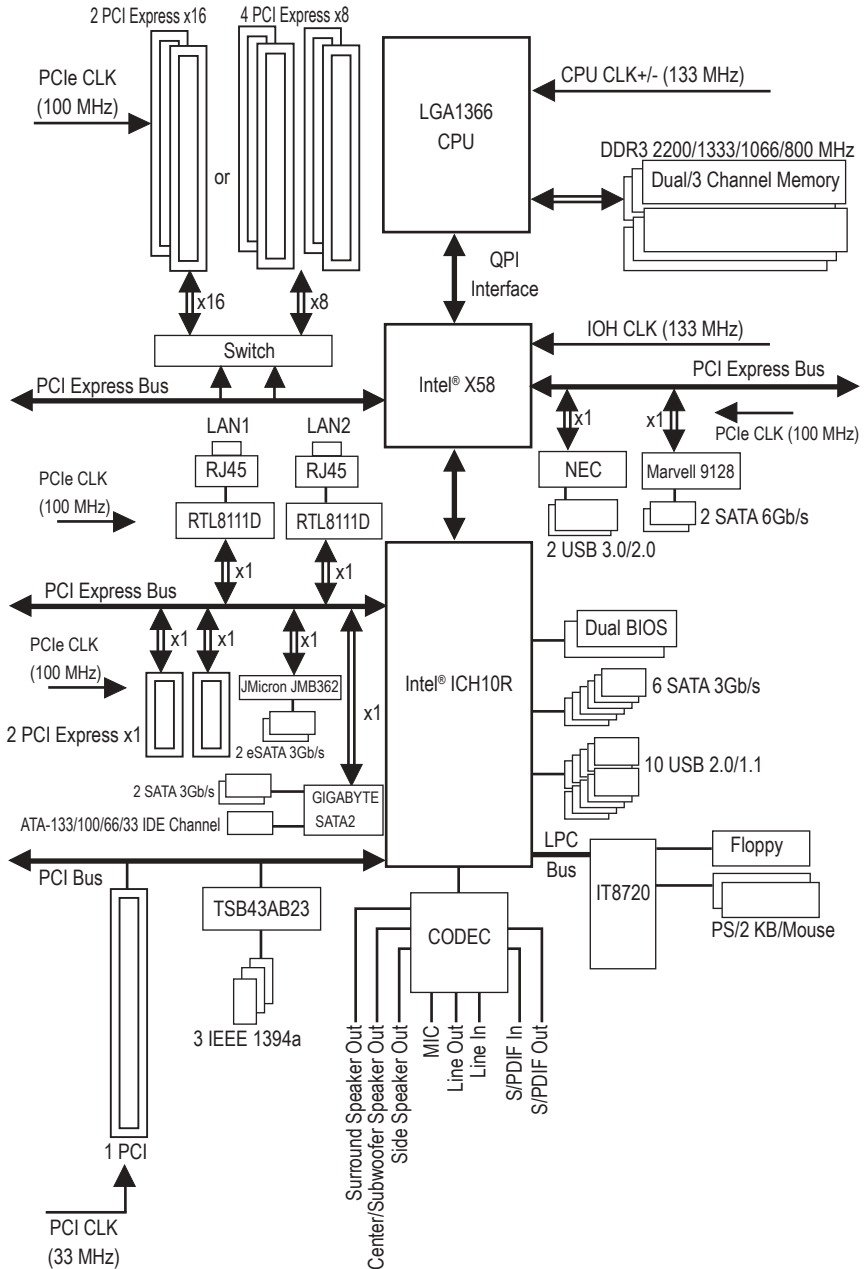 2 PCI Express x16
4 PCI Express x8
PCIe CLK
(100 MHz)
or
LGA1366
CPU
CPU CLK+/- (133 MHz)
DDR3 2200/1333/1066/800 MHz
Dual/3 Channel Memory
QPI
Interface
x16
x8
Switch
PCI Express Bus
Intel® X58
IOH CLK (133 MHz)
PCI Express Bus
x1
x1
PCIe CLK (100 MHz)
LAN1
LAN2
RJ45
RJ45
NEC
Marvell 9128
PCIe CLK
(100 MHz)
RTL8111D
RTL8111D
2 USB 3.0/2.0
2 SATA 6Gb/s
x1
x1
PCI Express Bus
x1
x1
x1
x1
PCIe CLK
(100 MHz)
2 PCI Express x1
JMicron JMB362
2 eSATA 3Gb/s
Intel® ICH10R
Dual BIOS
6 SATA 3Gb/s
10 USB 2.0/1.1
2 SATA 3Gb/s
GIGABYTE
SATA2
ATA-133/100/66/33 IDE Channel
PCI Bus
LPC
Bus
IT8720
Floppy
PS/2 KB/Mouse
TSB43AB23
3 IEEE 1394a
CODEC
Surround Speaker Out
Center/Subwoofer Speaker Out
Side Speaker Out
MIC
Line Out
Line In
S/PDIF In
S/PDIF Out
1 PCI
PCI CLK
(33 MHz)